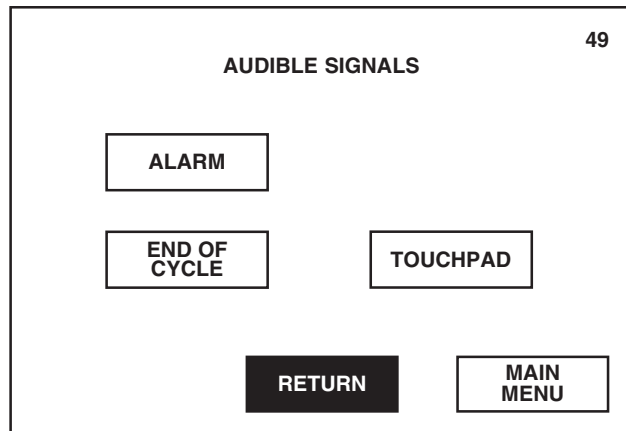 49
AUDIBLE SIGNALS
ALARM
END OF
CYCLE
TOUCHPAD
RETURN
MAIN
MENU